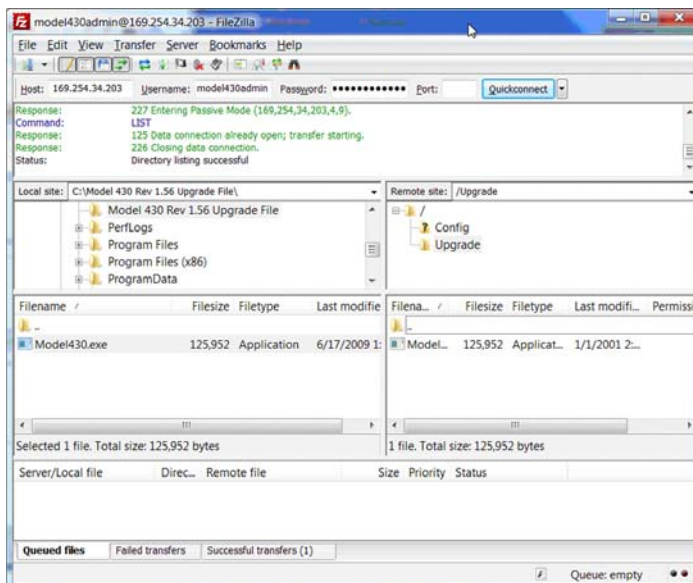 model430admin@169.254.34.203 - FileZilla
File Edit View Transfer Server Bookmarks Help
Host: 169.254.34.203 Username: model430admin Password: ●●●●●●●●●●●● Port: Quickconnect
Response: 227 Entering Passive Mode (169,254,34,203,4,9).
Command: LIST
Response: 125 Data connection already open; transfer starting.
Response: 226 Closing data connection.
Status: Directory listing successful
Local site: C:\Model 430 Rev 1.56 Upgrade File\
Model 430 Rev 1.56 Upgrade File
PerfLogs
Program Files
Program Files (x86)
ProgramData
Remote site: /Upgrade
/
? Config
Upgrade
Filename / Filesize Filetype Last modifie
..
Model430.exe 125,952 Application 6/17/2009 1:
Selected 1 file. Total size: 125,952 bytes
Filena... / Filesize Filetype Last modifi... Permissi
..
Model... 125,952 Applicat... 1/1/2001 2:...
1 file. Total size: 125,952 bytes
Server/Local file Direc... Remote file Size Priority Status
Queued files Failed transfers Successful transfers (1)
Queue: empty